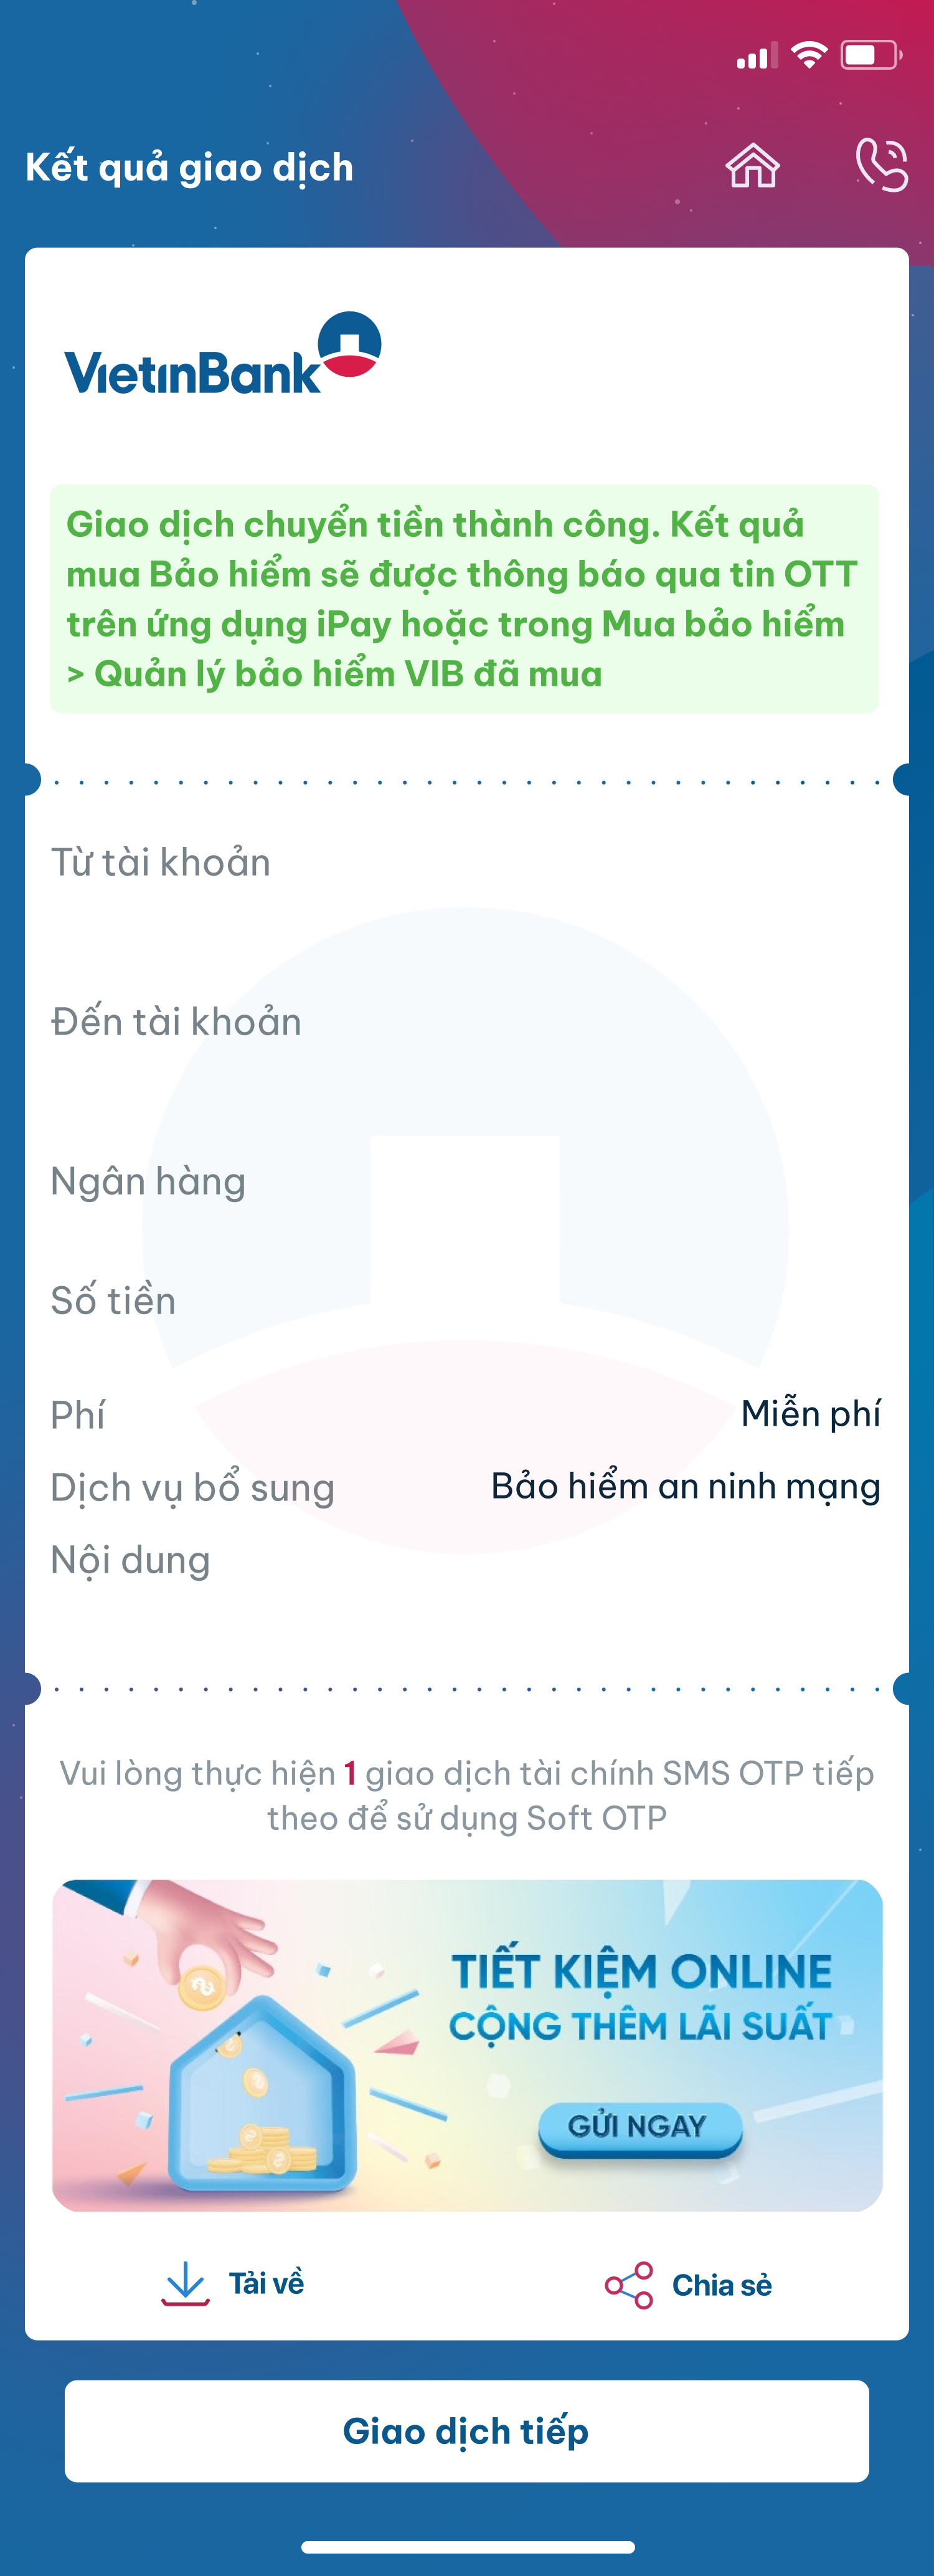 Kết quả giao dịch
VietinBank
Giao dịch chuyển tiền thành công. Kết quả
mua Bảo hiểm sẽ được thông báo qua tin OTT
trên ứng dụng iPay hoặc trong Mua bảo hiểm
> Quản lý bảo hiểm VIB đã mua
Từ tài khoản
Đến tài khoản
Ngân hàng
Số tiền
Phí Miễn phí
Dịch vụ bổ sung Bảo hiểm an ninh mạng
Nội dung
Vui lòng thực hiện 1 giao dịch tài chính SMS OTP tiếp
theo để sử dụng Soft OTP
TIẾT KIỆM ONLINE
CỘNG THÊM LÃI SUẤT
GỬI NGAY
Tải về Chia sẻ
Giao dịch tiếp